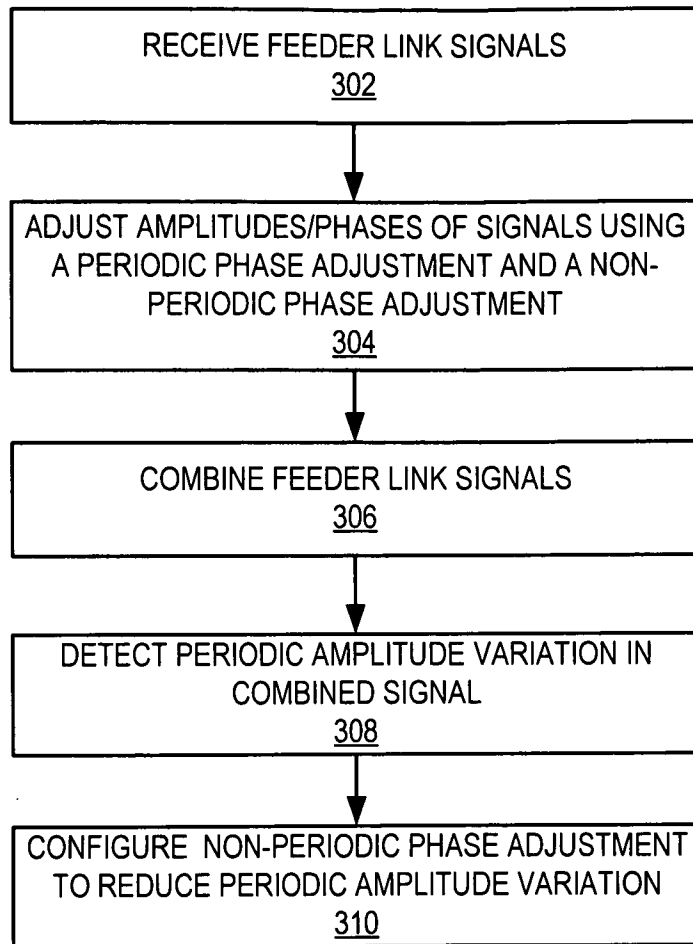 RECEIVE FEEDER LINK SIGNALS
302
ADJUST AMPLITUDES/PHASES OF SIGNALS USING
A PERIODIC PHASE ADJUSTMENT AND A NON-
PERIODIC PHASE ADJUSTMENT
304
COMBINE FEEDER LINK SIGNALS
306
DETECT PERIODIC AMPLITUDE VARIATION IN
COMBINED SIGNAL
308
CONFIGURE NON-PERIODIC PHASE ADJUSTMENT
TO REDUCE PERIODIC AMPLITUDE VARIATION
310